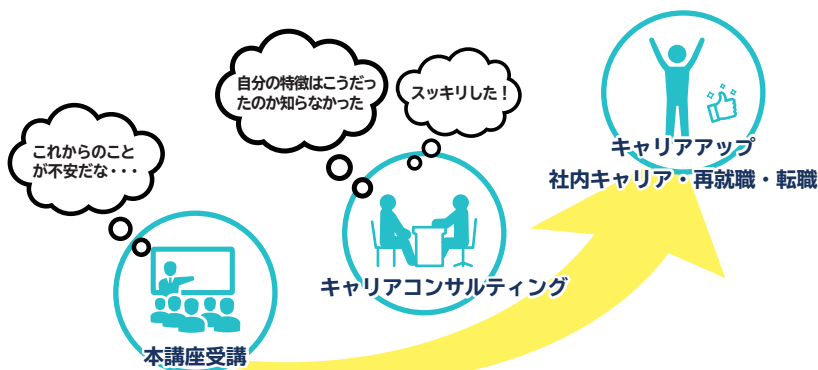 これからのこと
が不安だな・・・
本講座受講
自分の特徴はこうだっ
たのか知らなかった
スッキリした！
キャリアコンサルティング
キャリアアップ
社内キャリア・再就職・転職